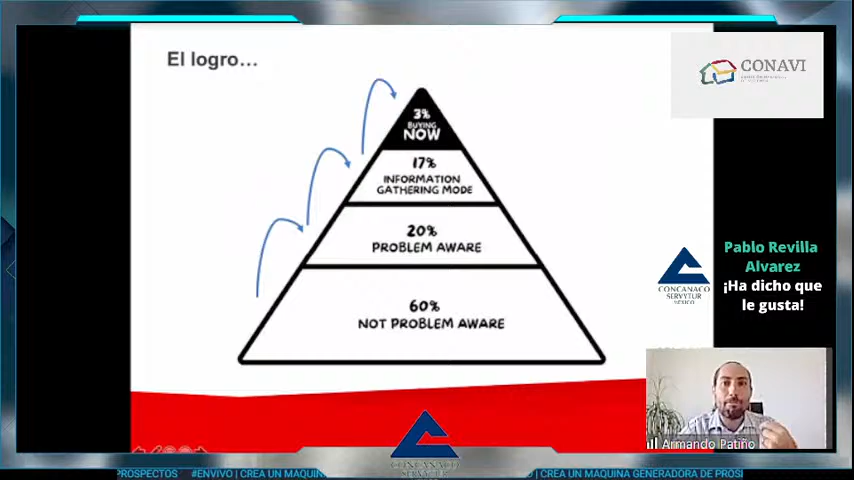 El logro...
CONAVI
3%
BUYING
NOW
17%
INFORMATION
GATHERING MODE
20%
PROBLEM AWARE
60%
NOT PROBLEM AWARE
CONCANACO
SERVYTUR
MÉXICO
Pablo Revilla
Alvarez
¡Ha dicho que
le gusta!
Armando Patiño
CONCANACO
PROSPECTOS #ENVIVO | CREA UN MAQUIN
O | CREA UN MAQUINA GENERADORA DE PROSI